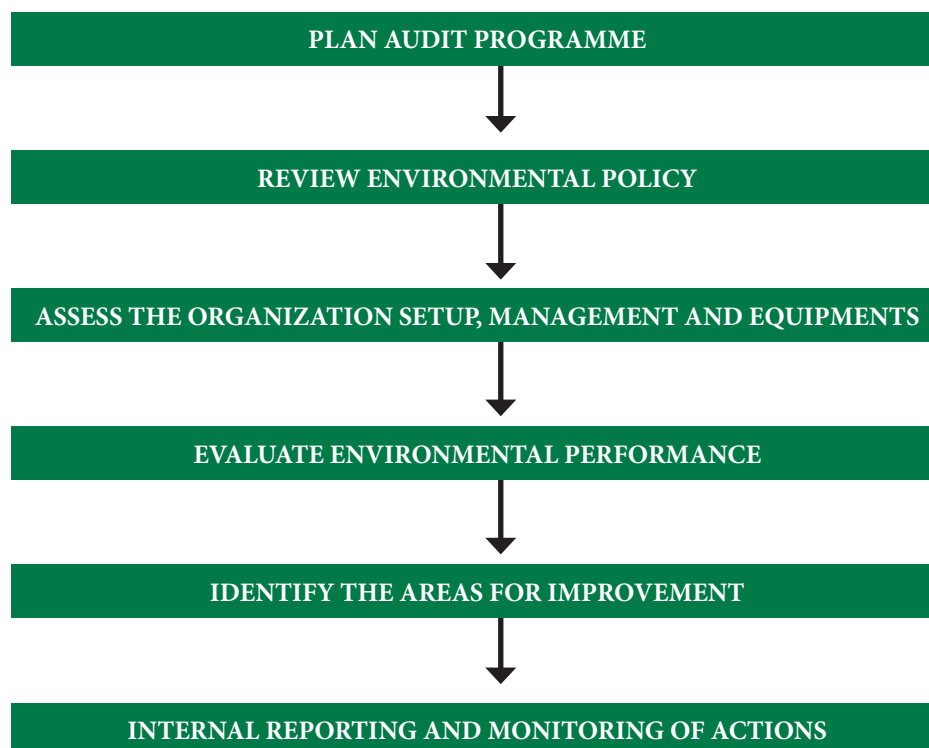 PLAN AUDIT PROGRAMME
REVIEW ENVIRONMENTAL POLICY
ASSESS THE ORGANIZATION SETUP, MANAGEMENT AND EQUIPMENTS
EVALUATE ENVIRONMENTAL PERFORMANCE
IDENTIFY THE AREAS FOR IMPROVEMENT
INTERNAL REPORTING AND MONITORING OF ACTIONS